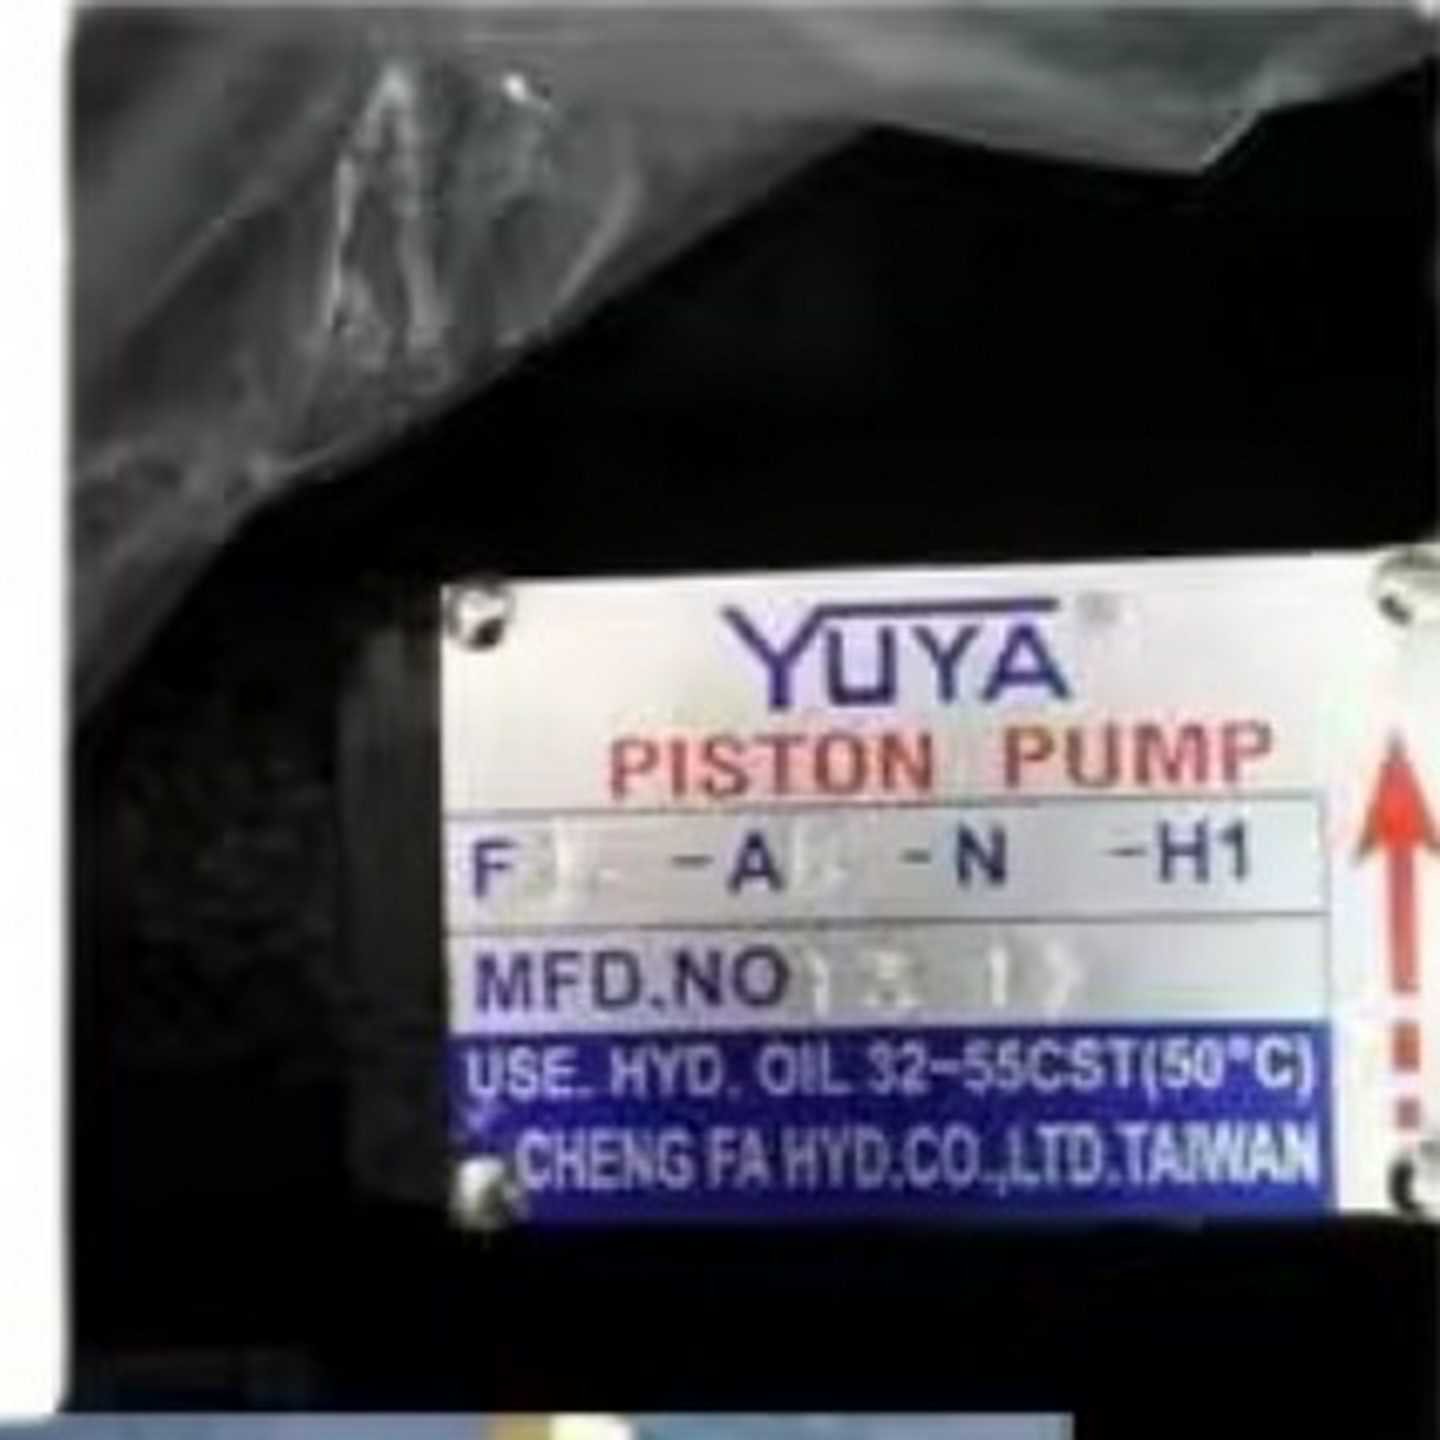 YUYA
PISTON PUMP
F -A -N -H1
MFD.NO
USE. HYD. OIL 32-55CST(50°C)
CHENG FA HYD.CO.,LTD.TAIWAN